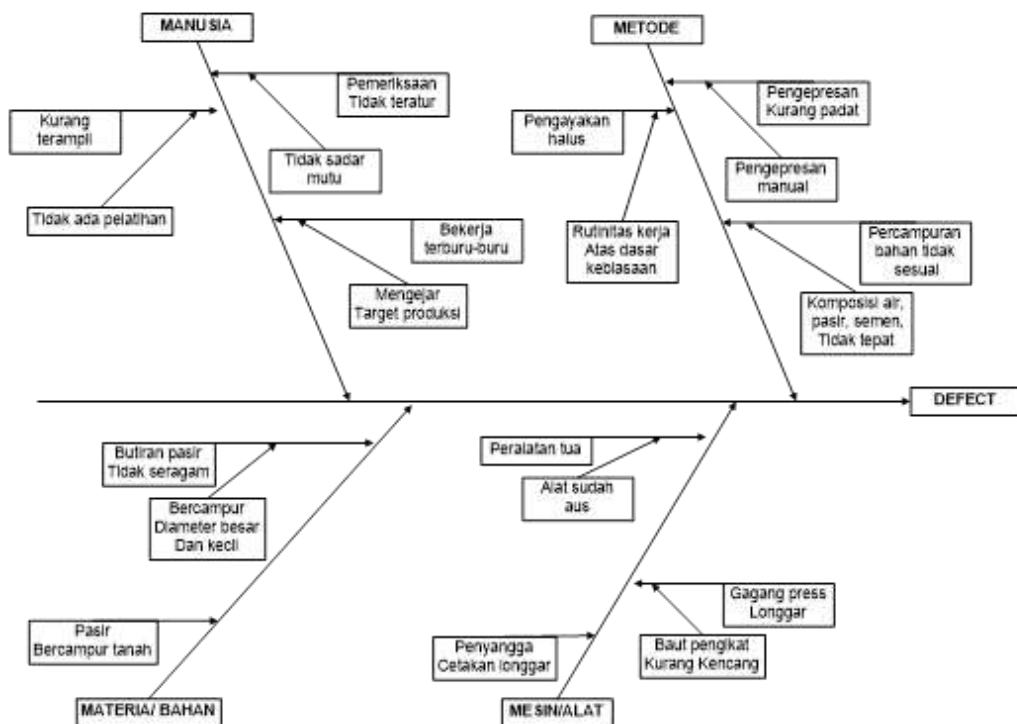 MANUSIA
METODE
Pemeriksaan
Tidak teratur
Kurang
terampil
Tidak sadar
mutu
Tidak ada pelatihan
Bekerja
terburu-buru
Mengejar
Target produksi
Pengepresan
Kurang padat
Pengayakan
halus
Pengepresan
manual
Rutinitas kerja
Atas dasar
kebiasaan
Percampuran
bahan tidak
sesuai
Komposisi air,
pasir, semen,
Tidak tepat
DEFECT
Butiran pasir
Tidak seragam
Bercampur
Diameter besar
Dan kecil
Pasir
Bercampur tanah
Peralatan tua
Alat sudah
aus
Gagang press
Longgar
Penyangga
Cetakan longgar
Baut pengikat
Kurang Kencang
MATERIA/ BAHAN
MESIN/ALAT